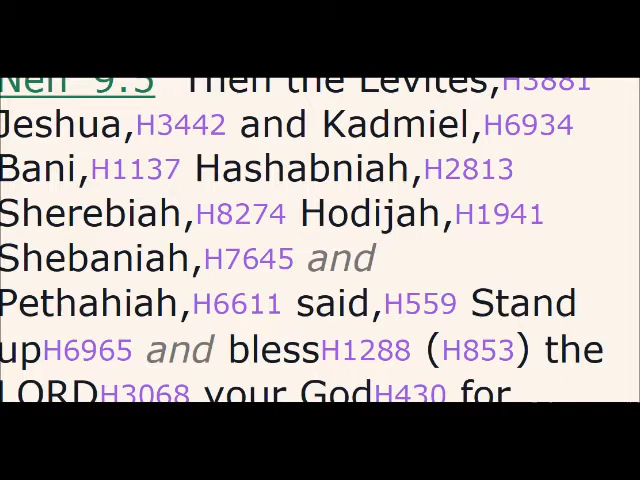 Neh 9:5 Then the Levites,H3881
Jeshua,H3442 and Kadmiel,H6934
Bani,H1137 Hashabniah,H2813
Sherebiah,H8274 Hodijah,H1941
Shebaniah,H7645 and
Pethahiah,H6611 said,H559 Stand
upH6965 and blessH1288 (H853) the
LORDH3068 your GodH430 for